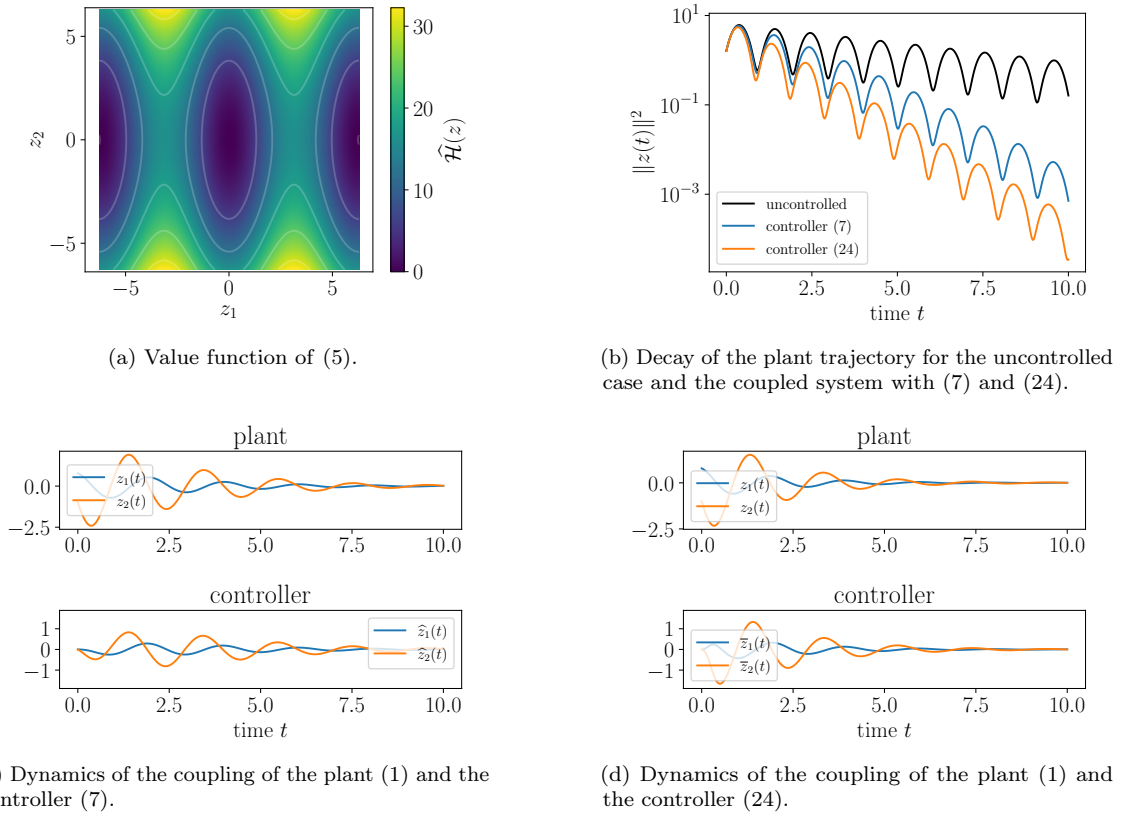 5
0
−5
z₂
−5
0
5
z₁
30
20
10
0
Ĥ(z)
(a) Value function of (5).
10¹
10⁻¹
10⁻³
‖z(t)‖²
uncontrolled
controller (7)
controller (24)
0.0 2.5 5.0 7.5 10.0
time t
(b) Decay of the plant trajectory for the uncontrolled
case and the coupled system with (7) and (24).
plant
0.0
−2.5
z₁(t)
z₂(t)
0.0 2.5 5.0 7.5 10.0
controller
1
0
−1
ẑ₁(t)
ẑ₂(t)
0.0 2.5 5.0 7.5 10.0
time t
) Dynamics of the coupling of the plant (1) and the
ntroller (7).
plant
0.0
−2.5
z₁(t)
z₂(t)
0.0 2.5 5.0 7.5 10.0
controller
1
0
−1
z̅₁(t)
z̅₂(t)
0.0 2.5 5.0 7.5 10.0
time t
(d) Dynamics of the coupling of the plant (1) and
the controller (24).